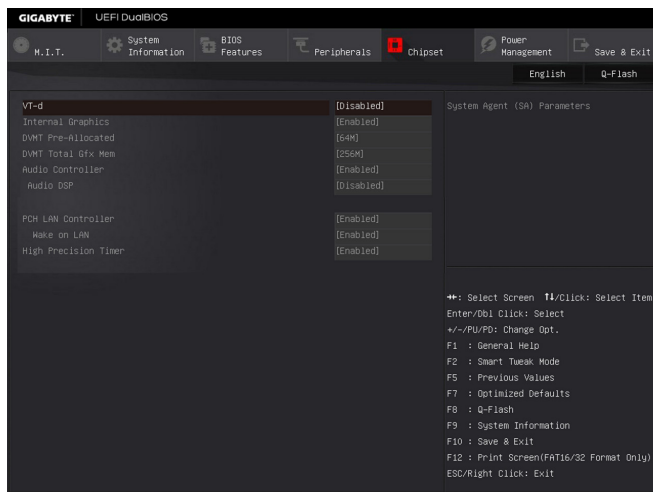 GIGABYTE™ UEFI DualBIOS
M.I.T.
System Information
BIOS Features
Peripherals
Chipset
Power Management
Save & Exit
English Q-Flash
VT-d [Disabled]
Internal Graphics [Enabled]
DVMT Pre-Allocated [64M]
DVMT Total Gfx Mem [256M]
Audio Controller [Enabled]
Audio DSP [Disabled]
PCH LAN Controller [Enabled]
Wake on LAN [Enabled]
High Precision Timer [Enabled]
System Agent (SA) Parameters
→←: Select Screen ↑↓/Click: Select Item
Enter/Dbl Click: Select
+/-/PU/PD: Change Opt.
F1 : General Help
F2 : Smart Tweak Mode
F5 : Previous Values
F7 : Optimized Defaults
F8 : Q-Flash
F9 : System Information
F10 : Save & Exit
F12 : Print Screen(FAT16/32 Format Only)
ESC/Right Click: Exit